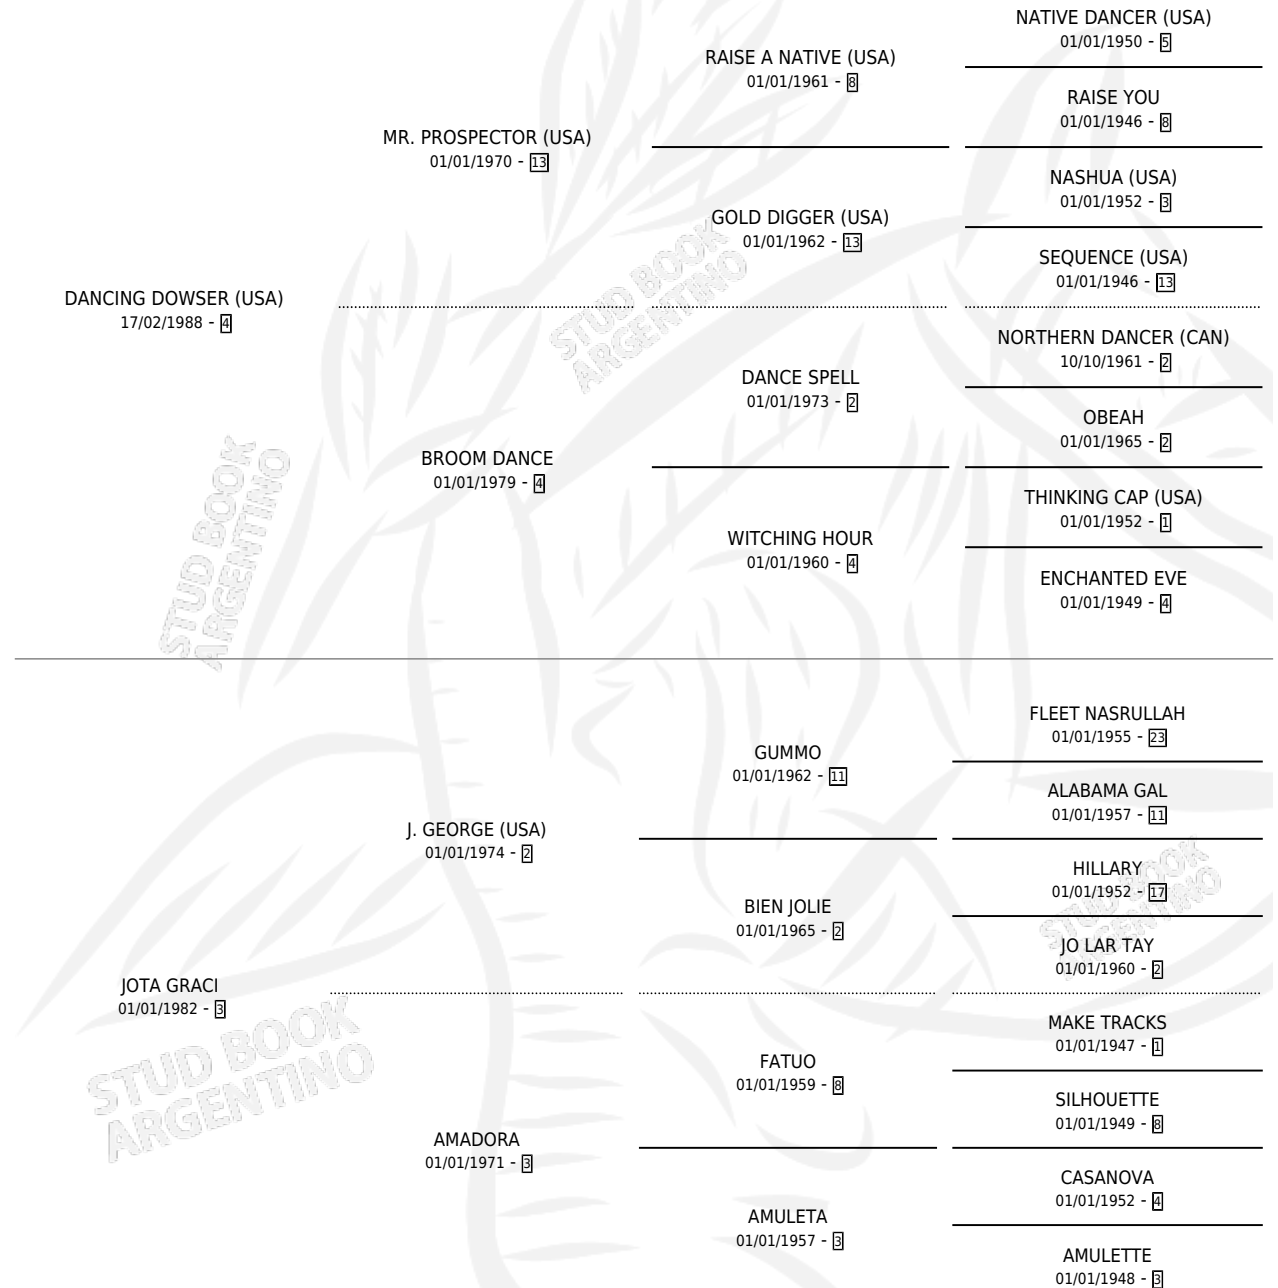 NATIVE DANCER (USA)
01/01/1950 - 5
RAISE A NATIVE (USA)
01/01/1961 - 8
RAISE YOU
01/01/1946 - 8
MR. PROSPECTOR (USA)
01/01/1970 - 13
NASHUA (USA)
01/01/1952 - 3
GOLD DIGGER (USA)
01/01/1962 - 13
SEQUENCE (USA)
01/01/1946 - 13
DANCING DOWSER (USA)
17/02/1988 - 4
STUD BOOK
ARGENTINO
NORTHERN DANCER (CAN)
10/10/1961 - 2
DANCE SPELL
01/01/1973 - 2
OBEAH
01/01/1965 - 2
BROOM DANCE
01/01/1979 - 4
THINKING CAP (USA)
01/01/1952 - 1
WITCHING HOUR
01/01/1960 - 4
ENCHANTED EVE
01/01/1949 - 4
STUD BOOK
ARGENTINO
FLEET NASRULLAH
01/01/1955 - 23
GUMMO
01/01/1962 - 11
ALABAMA GAL
01/01/1957 - 11
J. GEORGE (USA)
01/01/1974 - 2
HILLARY
01/01/1952 - 17
BIEN JOLIE
01/01/1965 - 2
STUD BOOK
ARGENTINO
JO LAR TAY
01/01/1960 - 2
JOTA GRACI
01/01/1982 - 3
MAKE TRACKS
01/01/1947 - 1
FATUO
01/01/1959 - 8
SILHOUETTE
01/01/1949 - 8
STUD BOOK
ARGENTINO
AMADORA
01/01/1971 - 3
CASANOVA
01/01/1952 - 4
AMULETA
01/01/1957 - 3
AMULETTE
01/01/1948 - 3